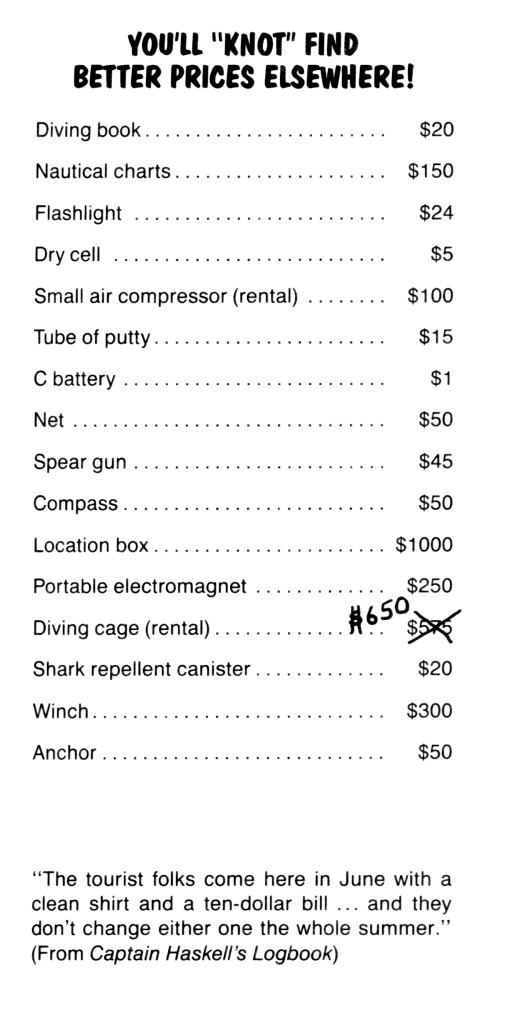 YOU'LL "KNOT" FIND
BETTER PRICES ELSEWHERE!
Diving book........................ $20
Nautical charts..................... $150
Flashlight ......................... $24
Dry cell ........................... $5
Small air compressor (rental) ........ $100
Tube of putty....................... $15
C battery .......................... $1
Net ............................... $50
Spear gun ......................... $45
Compass.......................... $50
Location box....................... $1000
Portable electromagnet ............. $250
Diving cage (rental)................ $650 $575
Shark repellent canister............. $20
Winch............................. $300
Anchor............................ $50
"The tourist folks come here in June with a
clean shirt and a ten-dollar bill ... and they
don't change either one the whole summer."
(From Captain Haskell's Logbook)